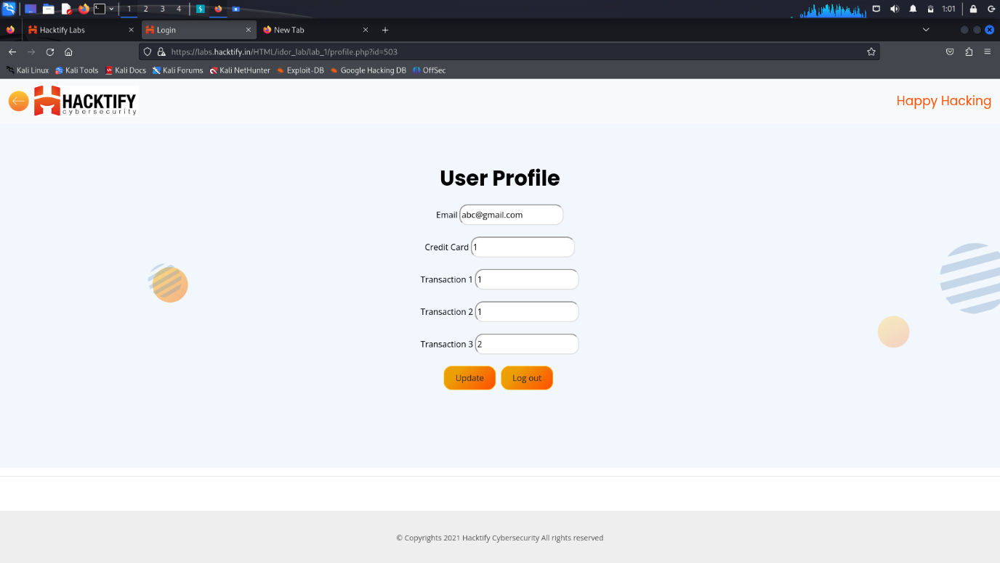 1 2 3 4 1:01
Hacktify Labs Login New Tab
https://labs.hacktify.in/HTML/idor_lab/lab_1/profile.php?id=503
Kali Linux Kali Tools Kali Docs Kali Forums Kali NetHunter Exploit-DB Google Hacking DB OffSec
HACKTIFY
cybersecurity
Happy Hacking
User Profile
Email abc@gmail.com
Credit Card 1
Transaction 1 1
Transaction 2 1
Transaction 3 2
Update Log out
© Copyrights 2021 Hacktify Cybersecurity All rights reserved